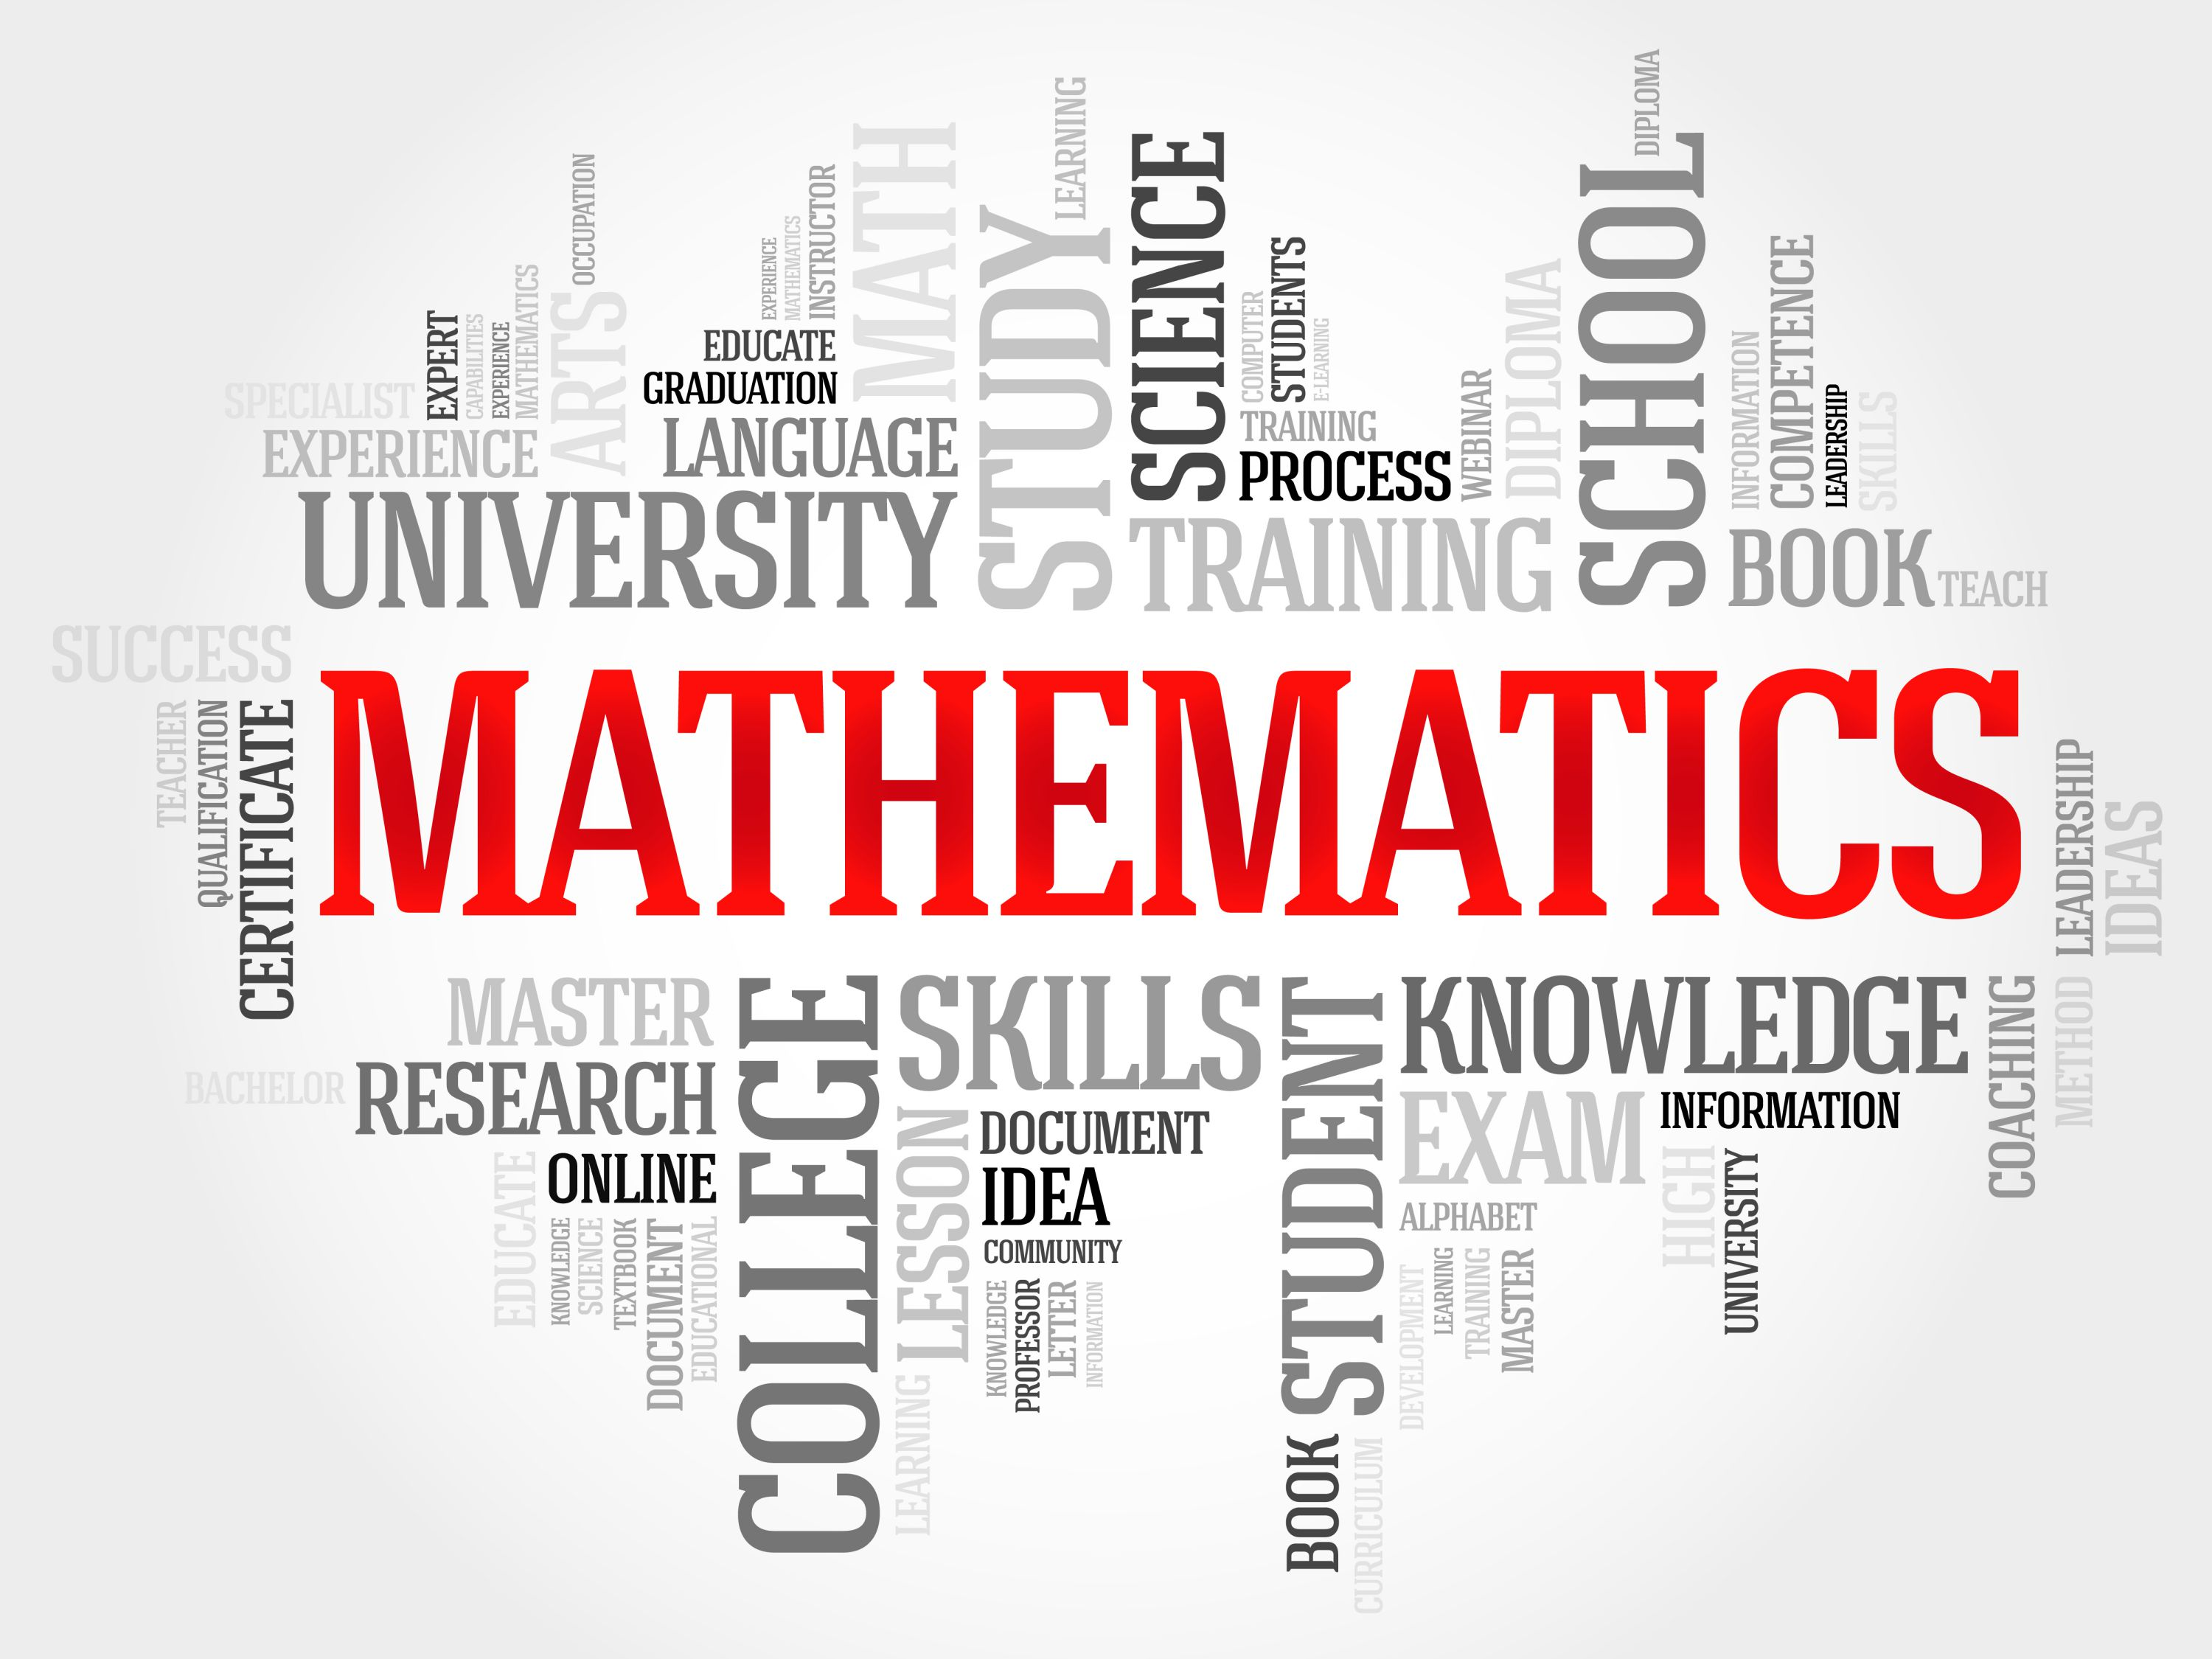 DIPLOMA
LEARNING
OCCUPATION
EXPERIENCE
MATHEMATICS
INSTRUCTOR
MATH
STUDY
SCIENCE
SCHOOL
EXPERT
CAPABILITIES
EXPERIENCE
MATHEMATICS
ARTS
EDUCATE
GRADUATION
COMPUTER
STUDENTS
E-LEARNING
DIPLOMA
INFORMATION
COMPETENCE
LEADERSHIP
SKILLS
SPECIALIST
EXPERIENCE
LANGUAGE
TRAINING
PROCESS
WEBINAR
UNIVERSITY
TRAINING
BOOK
TEACH
SUCCESS
TEACHER
QUALIFICATION
CERTIFICATE
MATHEMATICS
LEADERSHIP
IDEAS
MASTER
COLLEGE
SKILLS
STUDENT
KNOWLEDGE
COACHING
METHOD
BACHELOR
RESEARCH
LESSON
DOCUMENT
EXAM
INFORMATION
EDUCATE
ONLINE
IDEA
HIGH
UNIVERSITY
KNOWLEDGE
SCIENCE
TEXTBOOK
DOCUMENT
EDUCATIONAL
COMMUNITY
ALPHABET
KNOWLEDGE
PROFESSOR
LETTER
INFORMATION
DEVELOPMENT
LEARNING
TRAINING
MASTER
LEARNING
BOOK
CURRICULUM